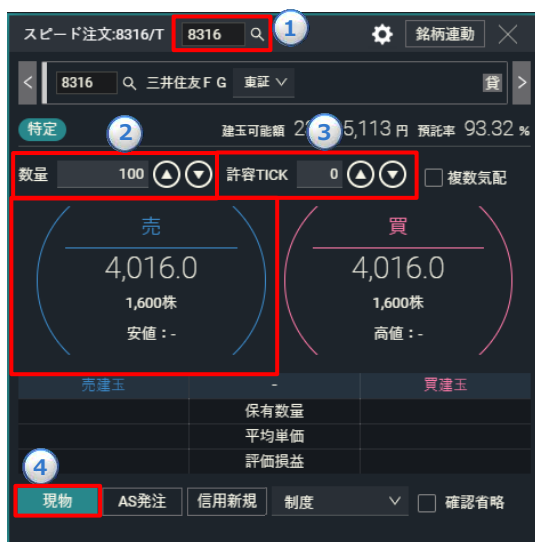 スピード注文:8316/T 8316 1 銘柄連動
8316 三井住友ＦＧ 東証 貸
特定 2 建玉可能額 2 3 5,113 円 預託率 93.32 %
数量 100 許容TICK 0 複数気配
売 買
4,016.0 4,016.0
1,600株 1,600株
安値：- 高値：-
売建玉 - 買建玉
保有数量
平均単価
評価損益
4
現物 AS発注 信用新規 制度 確認省略